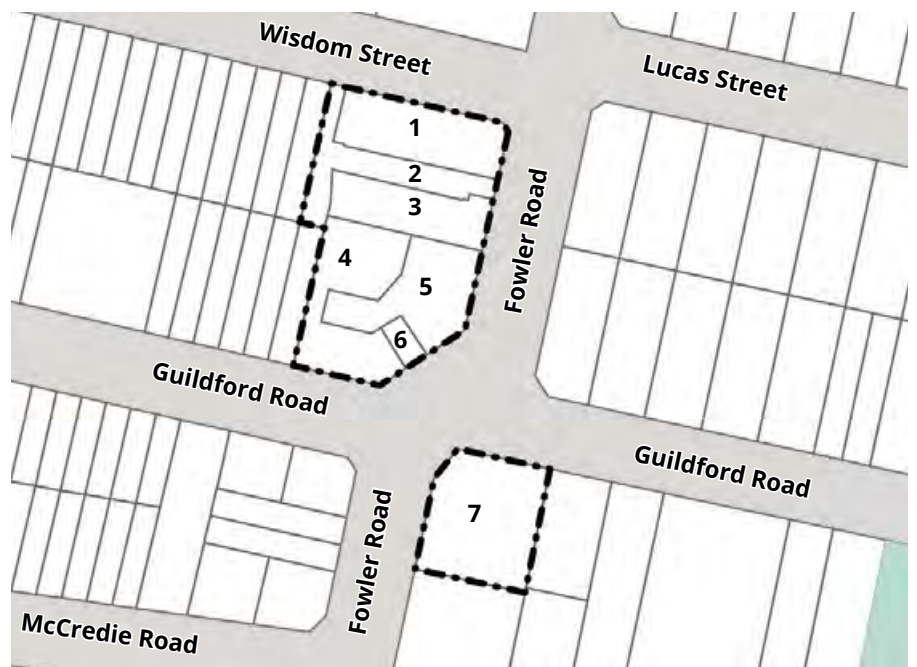 Wisdom Street
Lucas Street
1
2
3
Fowler Road
4
5
6
Guildford Road
Guildford Road
7
Fowler Road
McCredie Road